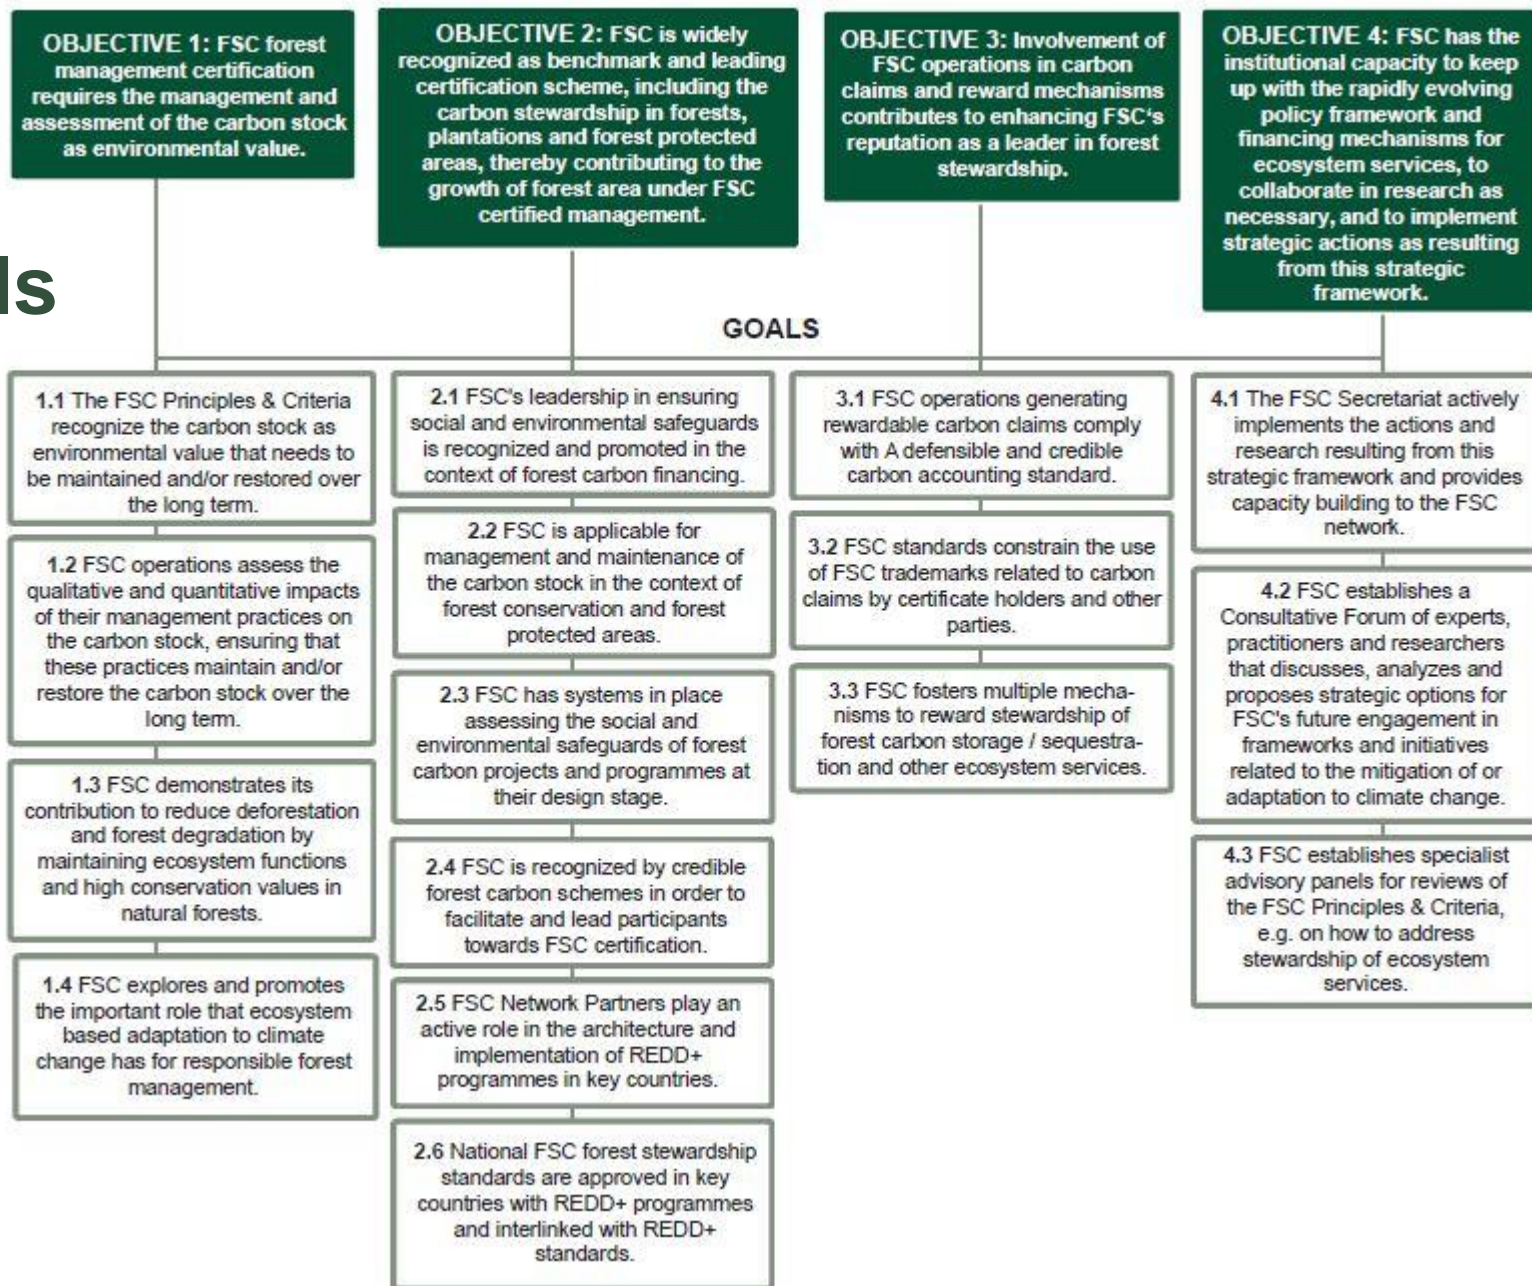 OBJECTIVE 1: FSC forest
management certification
requires the management and
assessment of the carbon stock
as environmental value.
OBJECTIVE 2: FSC is widely
recognized as benchmark and leading
certification scheme, including the
carbon stewardship in forests,
plantations and forest protected
areas, thereby contributing to the
growth of forest area under FSC
certified management.
OBJECTIVE 3: Involvement of
FSC operations in carbon
claims and reward mechanisms
contributes to enhancing FSC‘s
reputation as a leader in forest
stewardship.
OBJECTIVE 4: FSC has the
institutional capacity to keep
up with the rapidly evolving
policy framework and
financing mechanisms for
ecosystem services, to
collaborate in research as
necessary, and to implement
strategic actions as resulting
from this strategic
framework.
ls
GOALS
1.1 The FSC Principles & Criteria
recognize the carbon stock as
environmental value that needs to
be maintained and/or restored over
the long term.
1.2 FSC operations assess the
qualitative and quantitative impacts
of their management practices on
the carbon stock, ensuring that
these practices maintain and/or
restore the carbon stock over the
long term.
1.3 FSC demonstrates its
contribution to reduce deforestation
and forest degradation by
maintaining ecosystem functions
and high conservation values in
natural forests.
1.4 FSC explores and promotes
the important role that ecosystem
based adaptation to climate
change has for responsible forest
management.
2.1 FSC's leadership in ensuring
social and environmental safeguards
is recognized and promoted in the
context of forest carbon financing.
2.2 FSC is applicable for
management and maintenance of
the carbon stock in the context of
forest conservation and forest
protected areas.
2.3 FSC has systems in place
assessing the social and
environmental safeguards of forest
carbon projects and programmes at
their design stage.
2.4 FSC is recognized by credible
forest carbon schemes in order to
facilitate and lead participants
towards FSC certification.
2.5 FSC Network Partners play an
active role in the architecture and
implementation of REDD+
programmes in key countries.
2.6 National FSC forest stewardship
standards are approved in key
countries with REDD+ programmes
and interlinked with REDD+
standards.
3.1 FSC operations generating
rewardable carbon claims comply
with A defensible and credible
carbon accounting standard.
3.2 FSC standards constrain the use
of FSC trademarks related to carbon
claims by certificate holders and other
parties.
3.3 FSC fosters multiple mecha-
nisms to reward stewardship of
forest carbon storage / sequestra-
tion and other ecosystem services.
4.1 The FSC Secretariat actively
implements the actions and
research resulting from this
strategic framework and provides
capacity building to the FSC
network.
4.2 FSC establishes a
Consultative Forum of experts,
practitioners and researchers
that discusses, analyzes and
proposes strategic options for
FSC's future engagement in
frameworks and initiatives
related to the mitigation of or
adaptation to climate change.
4.3 FSC establishes specialist
advisory panels for reviews of
the FSC Principles & Criteria,
e.g. on how to address
stewardship of ecosystem
services.